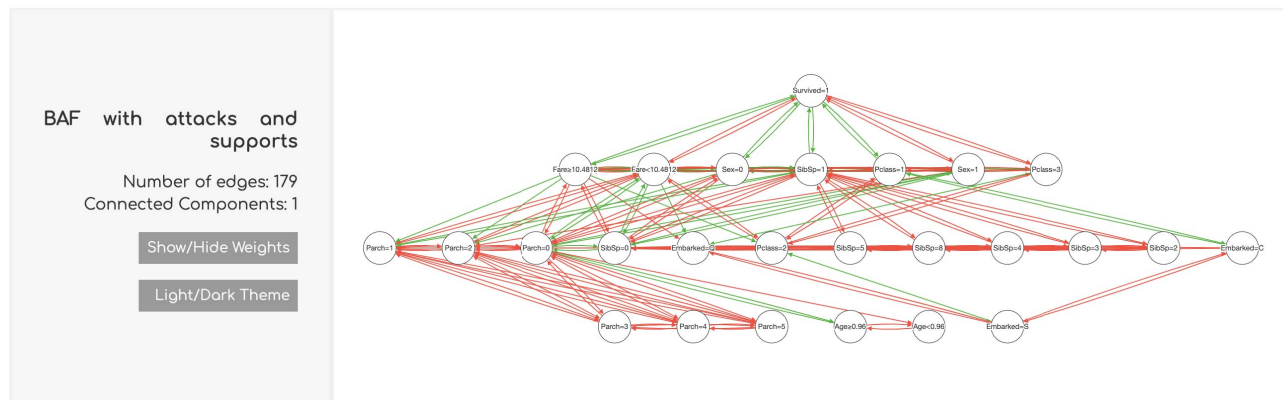 BAF with attacks and
supports
Number of edges: 179
Connected Components: 1
Show/Hide Weights
Light/Dark Theme
Survived=1
Fare≥10.4812
Fare<10.4812
Sex=0
SibSp=1
Pclass=1
Sex=1
Pclass=3
Parch=1
Parch=2
Parch=0
SibSp=0
Embarked=Q
Pclass=2
SibSp=5
SibSp=8
SibSp=4
SibSp=3
SibSp=2
Embarked=C
Parch=3
Parch=4
Parch=5
Age≥0.96
Age<0.96
Embarked=S